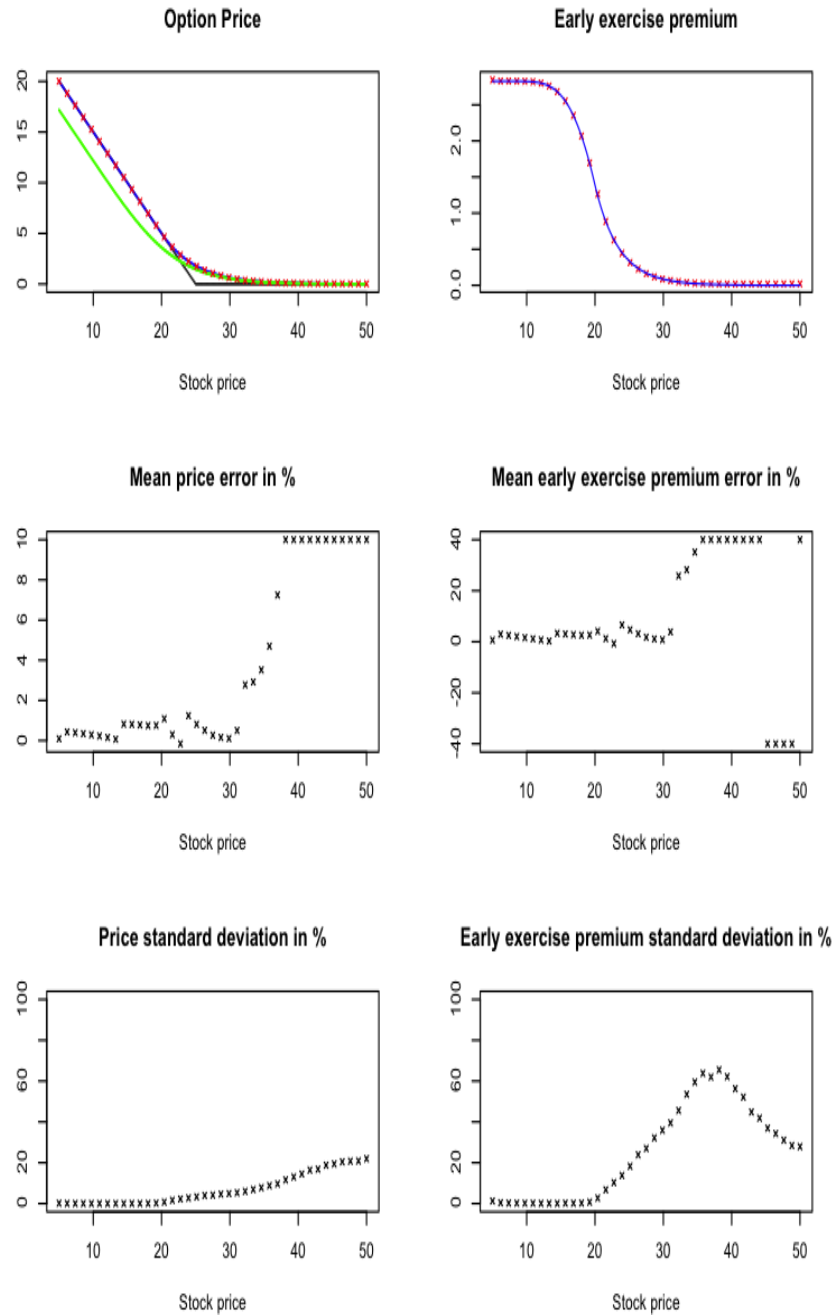 Option Price
20
15
10
5
0
10 20 30 40 50
Stock price
Early exercise premium
2.0
1.0
0.0
10 20 30 40 50
Stock price
Mean price error in %
10
8
6
4
2
0
10 20 30 40 50
Stock price
Mean early exercise premium error in %
40
20
0
-20
-40
10 20 30 40 50
Stock price
Price standard deviation in %
100
60
20
0
10 20 30 40 50
Stock price
Early exercise premium standard deviation in %
100
60
20
0
10 20 30 40 50
Stock price